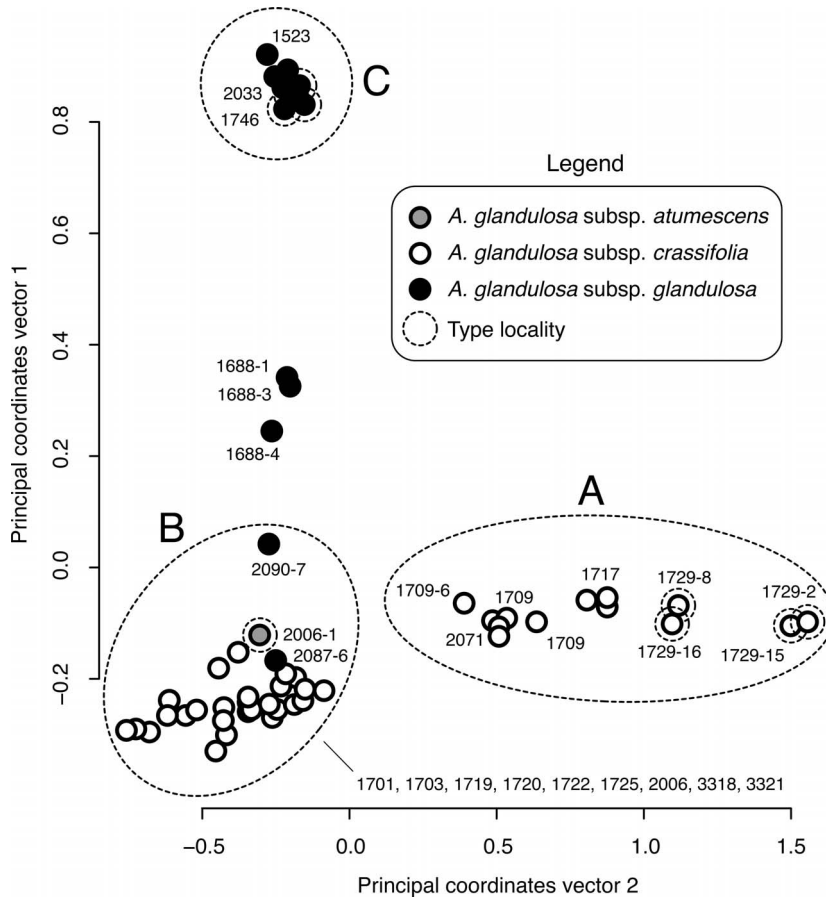 1523
C
2033
1746
0.8
Legend
A. glandulosa subsp. atumescens
A. glandulosa subsp. crassifolia
A. glandulosa subsp. glandulosa
Type locality
0.6
0.4
1688-1
1688-3
1688-4
0.2
Principal coordinates vector 1
A
B
0.0
2090-7
1709-6
1709
1717
1729-8
1729-2
2006-1
2087-6
2071
1709
1729-16
1729-15
−0.2
1701, 1703, 1719, 1720, 1722, 1725, 2006, 3318, 3321
−0.5
0.0
0.5
1.0
1.5
Principal coordinates vector 2